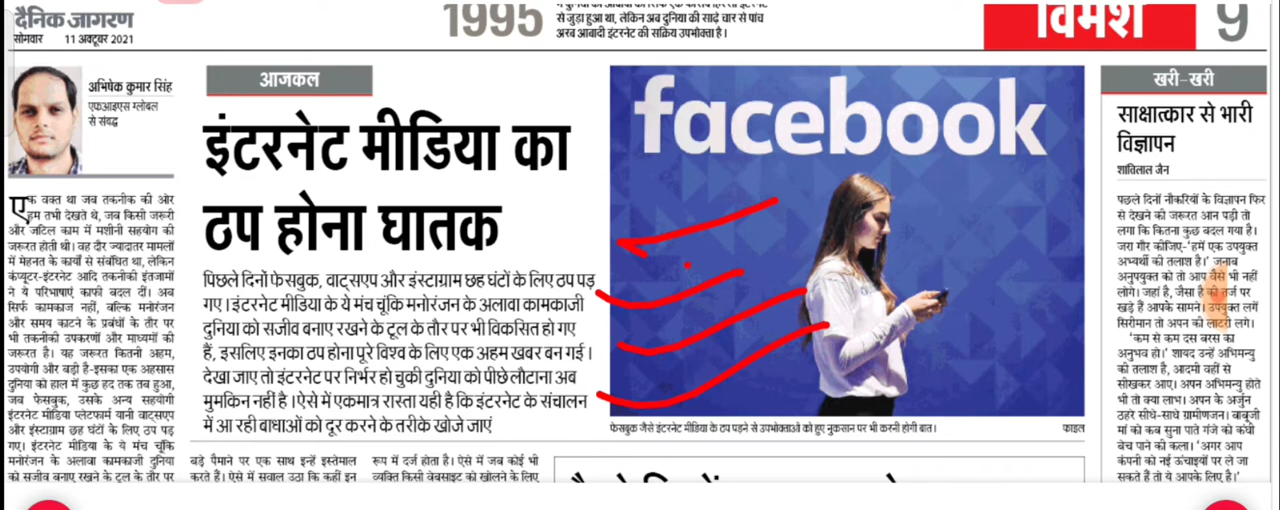 दैनिक जागरण
सोमवार 11 अक्टूबर 2021
1995
से जुड़ा हुआ था, लेकिन अब दुनिया की साढ़े चार से पांच
अरब आबादी इंटरनेट की सक्रिय उपभोक्ता है।
विमर्श
9
अभिषेक कुमार सिंह
एफआइएस ग्लोबल
से संबद्ध
एक वक्त था जब तकनीक की ओर
हम तभी देखते थे, जब किसी जरूरी
और जटिल काम में मशीनी सहयोग की
जरूरत होती थी। वह दौर ज्यादातर मामलों
में मेहनत के कार्यों से संबंधित था, लेकिन
कंप्यूटर-इंटरनेट आदि तकनीकी इंतजामों
ने ये परिभाषाएं काफी बदल दीं। अब
सिर्फ कामकाज नहीं, बल्कि मनोरंजन
और समय काटने के प्रबंधों के तौर पर
भी तकनीकी उपकरणों और माध्यमों की
जरूरत है। यह जरूरत कितनी अहम,
उपयोगी और बड़ी है-इसका एक अहसास
दुनिया को हाल में कुछ हद तक तब हुआ,
जब फेसबुक, उसके अन्य सहयोगी
इंटरनेट मीडिया प्लेटफार्म यानी वाट्सएप
और इंस्टाग्राम छह घंटों के लिए ठप पड़
गए। इंटरनेट मीडिया के ये मंच चूंकि
मनोरंजन के अलावा कामकाजी दुनिया
को सजीव बनाए रखने के टूल के तौर पर
आजकल
इंटरनेट मीडिया का
ठप होना घातक
पिछले दिनों फेसबुक, वाट्सएप और इंस्टाग्राम छह घंटों के लिए ठप पड़
गए। इंटरनेट मीडिया के ये मंच चूंकि मनोरंजन के अलावा कामकाजी
दुनिया को सजीव बनाए रखने के टूल के तौर पर भी विकसित हो गए
हैं, इसलिए इनका ठप होना पूरे विश्व के लिए एक अहम खबर बन गई।
देखा जाए तो इंटरनेट पर निर्भर हो चुकी दुनिया को पीछे लौटाना अब
मुमकिन नहीं है। ऐसे में एकमात्र रास्ता यही है कि इंटरनेट के संचालन
में आ रही बाधाओं को दूर करने के तरीके खोजे जाएं
बड़े पैमाने पर एक साथ इन्हें इस्तेमाल
करते हैं। ऐसे में सवाल उठा कि कहीं इन
रूप में दर्ज होता है। ऐसे में जब कोई भी
व्यक्ति किसी वेबसाइट को खोलने के लिए
facebook
फेसबुक जैसे इंटरनेट मीडिया के ठप पड़ने से उपभोक्ताओं को हुए नुकसान पर भी करनी होगी बात। फाइल
खरी-खरी
साक्षात्कार से भारी
विज्ञापन
शांतिलाल जैन
पहले दिनों नौकरियों के विज्ञापन फिर
से देखने की जरूरत आन पड़ी तो
लगा कि कितना कुछ बदल गया है।
जरा गौर कीजिए-'हमें एक उपयुक्त
अभ्यर्थी की तलाश है।' जनाब
अनुपयुक्त को तो आप वैसे भी नहीं
लोगे। जहां है, जैसा है की तर्ज पर
खड़े हैं आपके सामने। उपयुक्त लगें
सिरीमान तो अपन की लाटरी लगे।
'कम से कम दस बरस का
अनुभव हो।' शायद उन्हें अभिमन्यु
की तलाश है, आदमी वहीं से
सीखकर आए। अपन अभिमन्यु होते
भी तो क्या लाभ। अपन के अर्जुन
ठहरे सीधे-साधे ग्रामीणजन। बाबूजी
मां को कब सुना पाते गंजे को कंघी
बेच पाने की कला। 'अगर आप
कंपनी को नई ऊंचाइयों पर ले जा
सकते हैं तो ये आपके लिए है।'